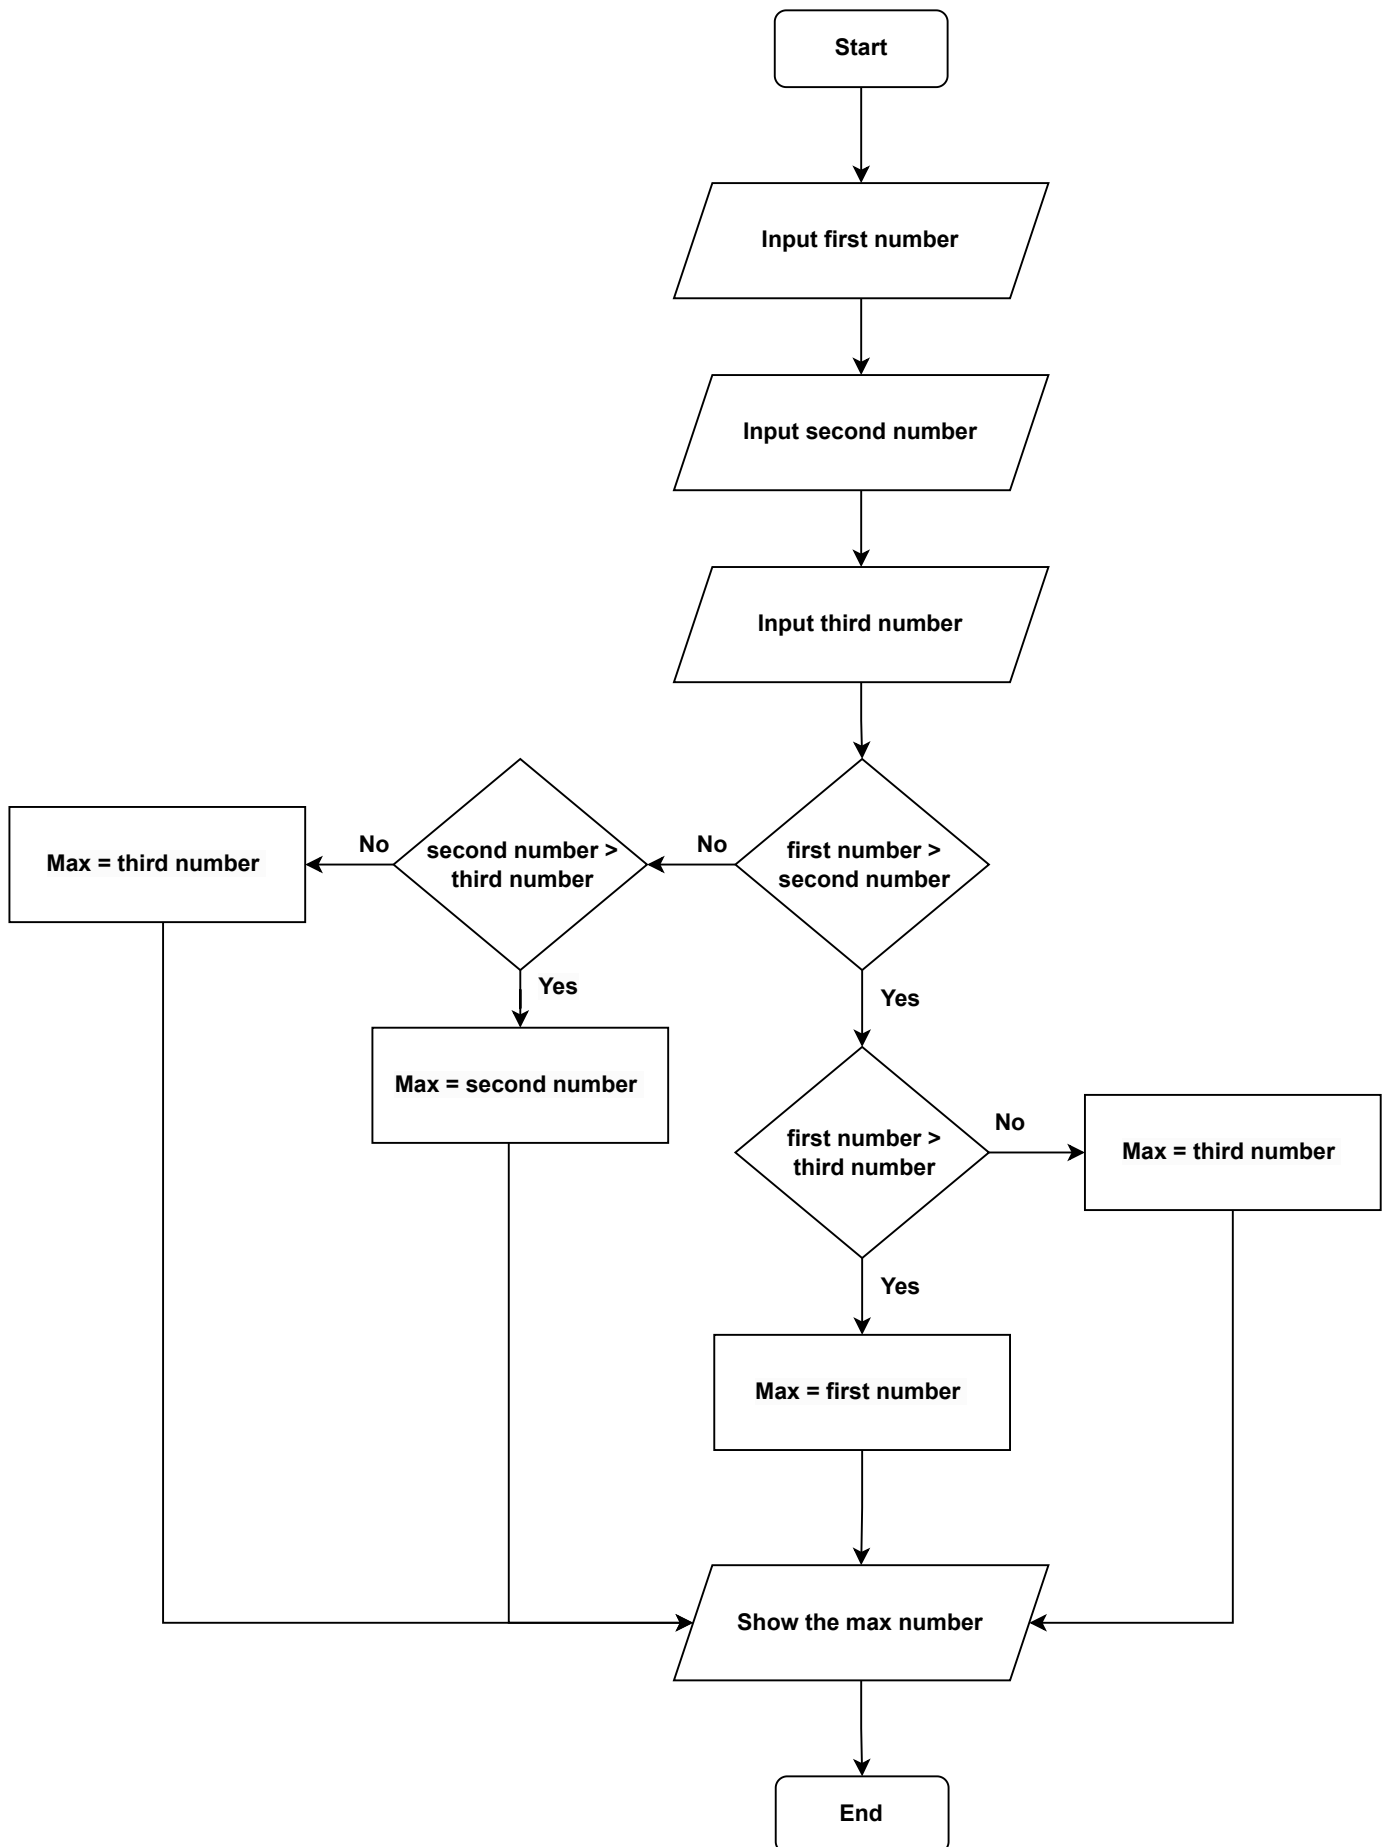 Start
Input first number
Input second number
Input third number
first number >
second number
No
second number >
third number
No
Max = third number
Yes
Max = second number
Yes
first number >
third number
No
Max = third number
Yes
Max = first number
Show the max number
End